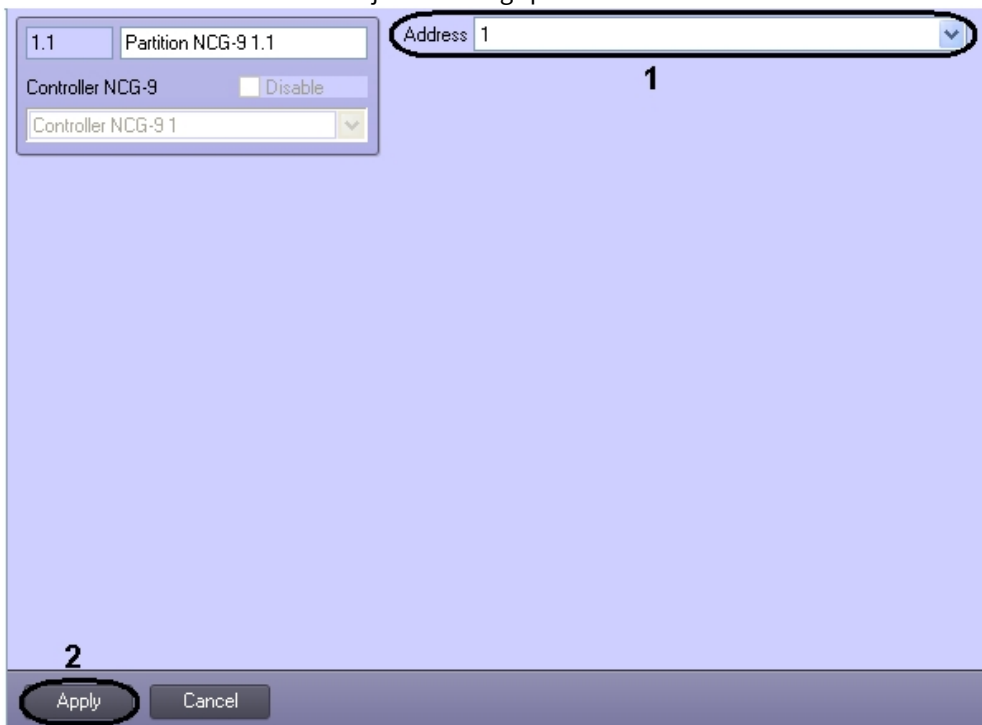 1.1 Partition NCG-9 1.1
Address 1
1
Controller NCG-9 Disable
Controller NCG-9 1
2
Apply Cancel